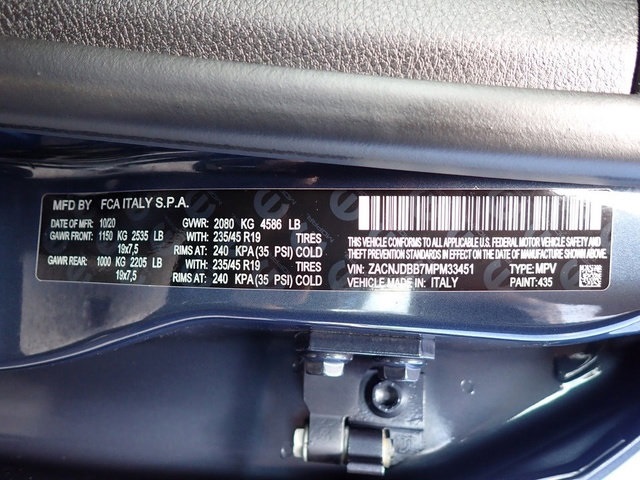 MFD BY FCA ITALY S.P.A.
DATE OF MFR: 10/20 GVWR: 2080 KG 4586 LB
GAWR FRONT: 1150 KG 2535 LB WITH 235/45 R19 TIRES
19x7,5 RIMS AT: 240 KPA (35 PSI) COLD
GAWR REAR: 1000 KG 2205 LB WITH 235/45 R19 TIRES
19x7,5 RIMS AT: 240 KPA (35 PSI) COLD
THIS VEHICLE CONFORMS TO ALL APPLICABLE U.S. FEDERAL MOTOR VEHICLE SAFETY AND
THEFT PREVENTION STANDARDS IN EFFECT ON THE DATE OF MANUFACTURE SHOWN ABOVE
VIN: ZACNJDBB7MPM33451 TYPE: MPV
VEHICLE MADE IN: ITALY PAINT: 435